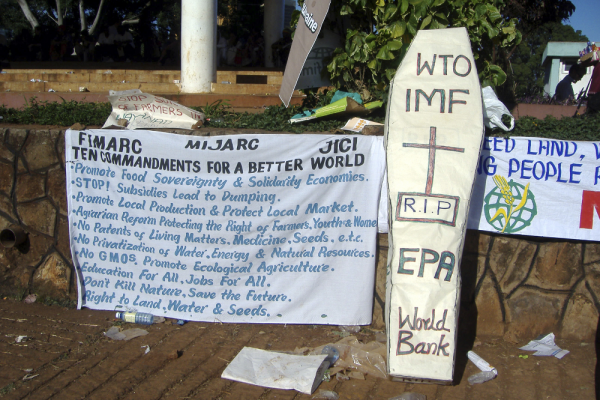 STOP
FARMERS
FIMARC MIJARC JICI
TEN COMMANDMENTS FOR A BETTER WORLD
Promote Food Sovereignty & Solidarity Economies.
STOP! Subsidies Lead to Dumping.
Promote Local Production & Protect Local Market.
Agrarian Reform Protecting the Right of Farmers, Youth & Wome
No Patents of Living Matters. Medicine, Seeds. e.t.c.
No Privatization of Water, Energy & Natural Resources.
No GMOs. Promote Ecological Agriculture.
Education For All, Jobs For All.
Don't Kill Nature, Save the Future.
Right to Land, Water & Seeds.
WTO
IMF
R.I.P
EPA
World
Bank
EED LAND, W
NG PEOPLE